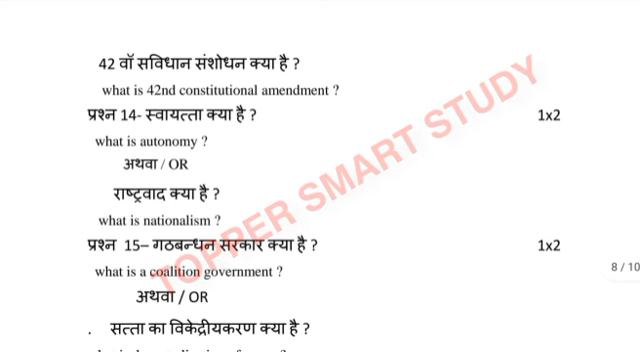 42 वाँ सविधान संशोधन क्या है ?
what is 42nd constitutional amendment ?
प्रश्न 14- स्वायत्ता क्या है ? 1x2
what is autonomy ?
अथवा / OR
राष्ट्रवाद क्या है ?
what is nationalism ?
प्रश्न 15– गठबन्धन सरकार क्या है ? 1x2
what is a coalition government ?
8 / 10
अथवा / OR
. सत्ता का विकेद्रीयकरण क्या है ?
TOPPER SMART STUDY